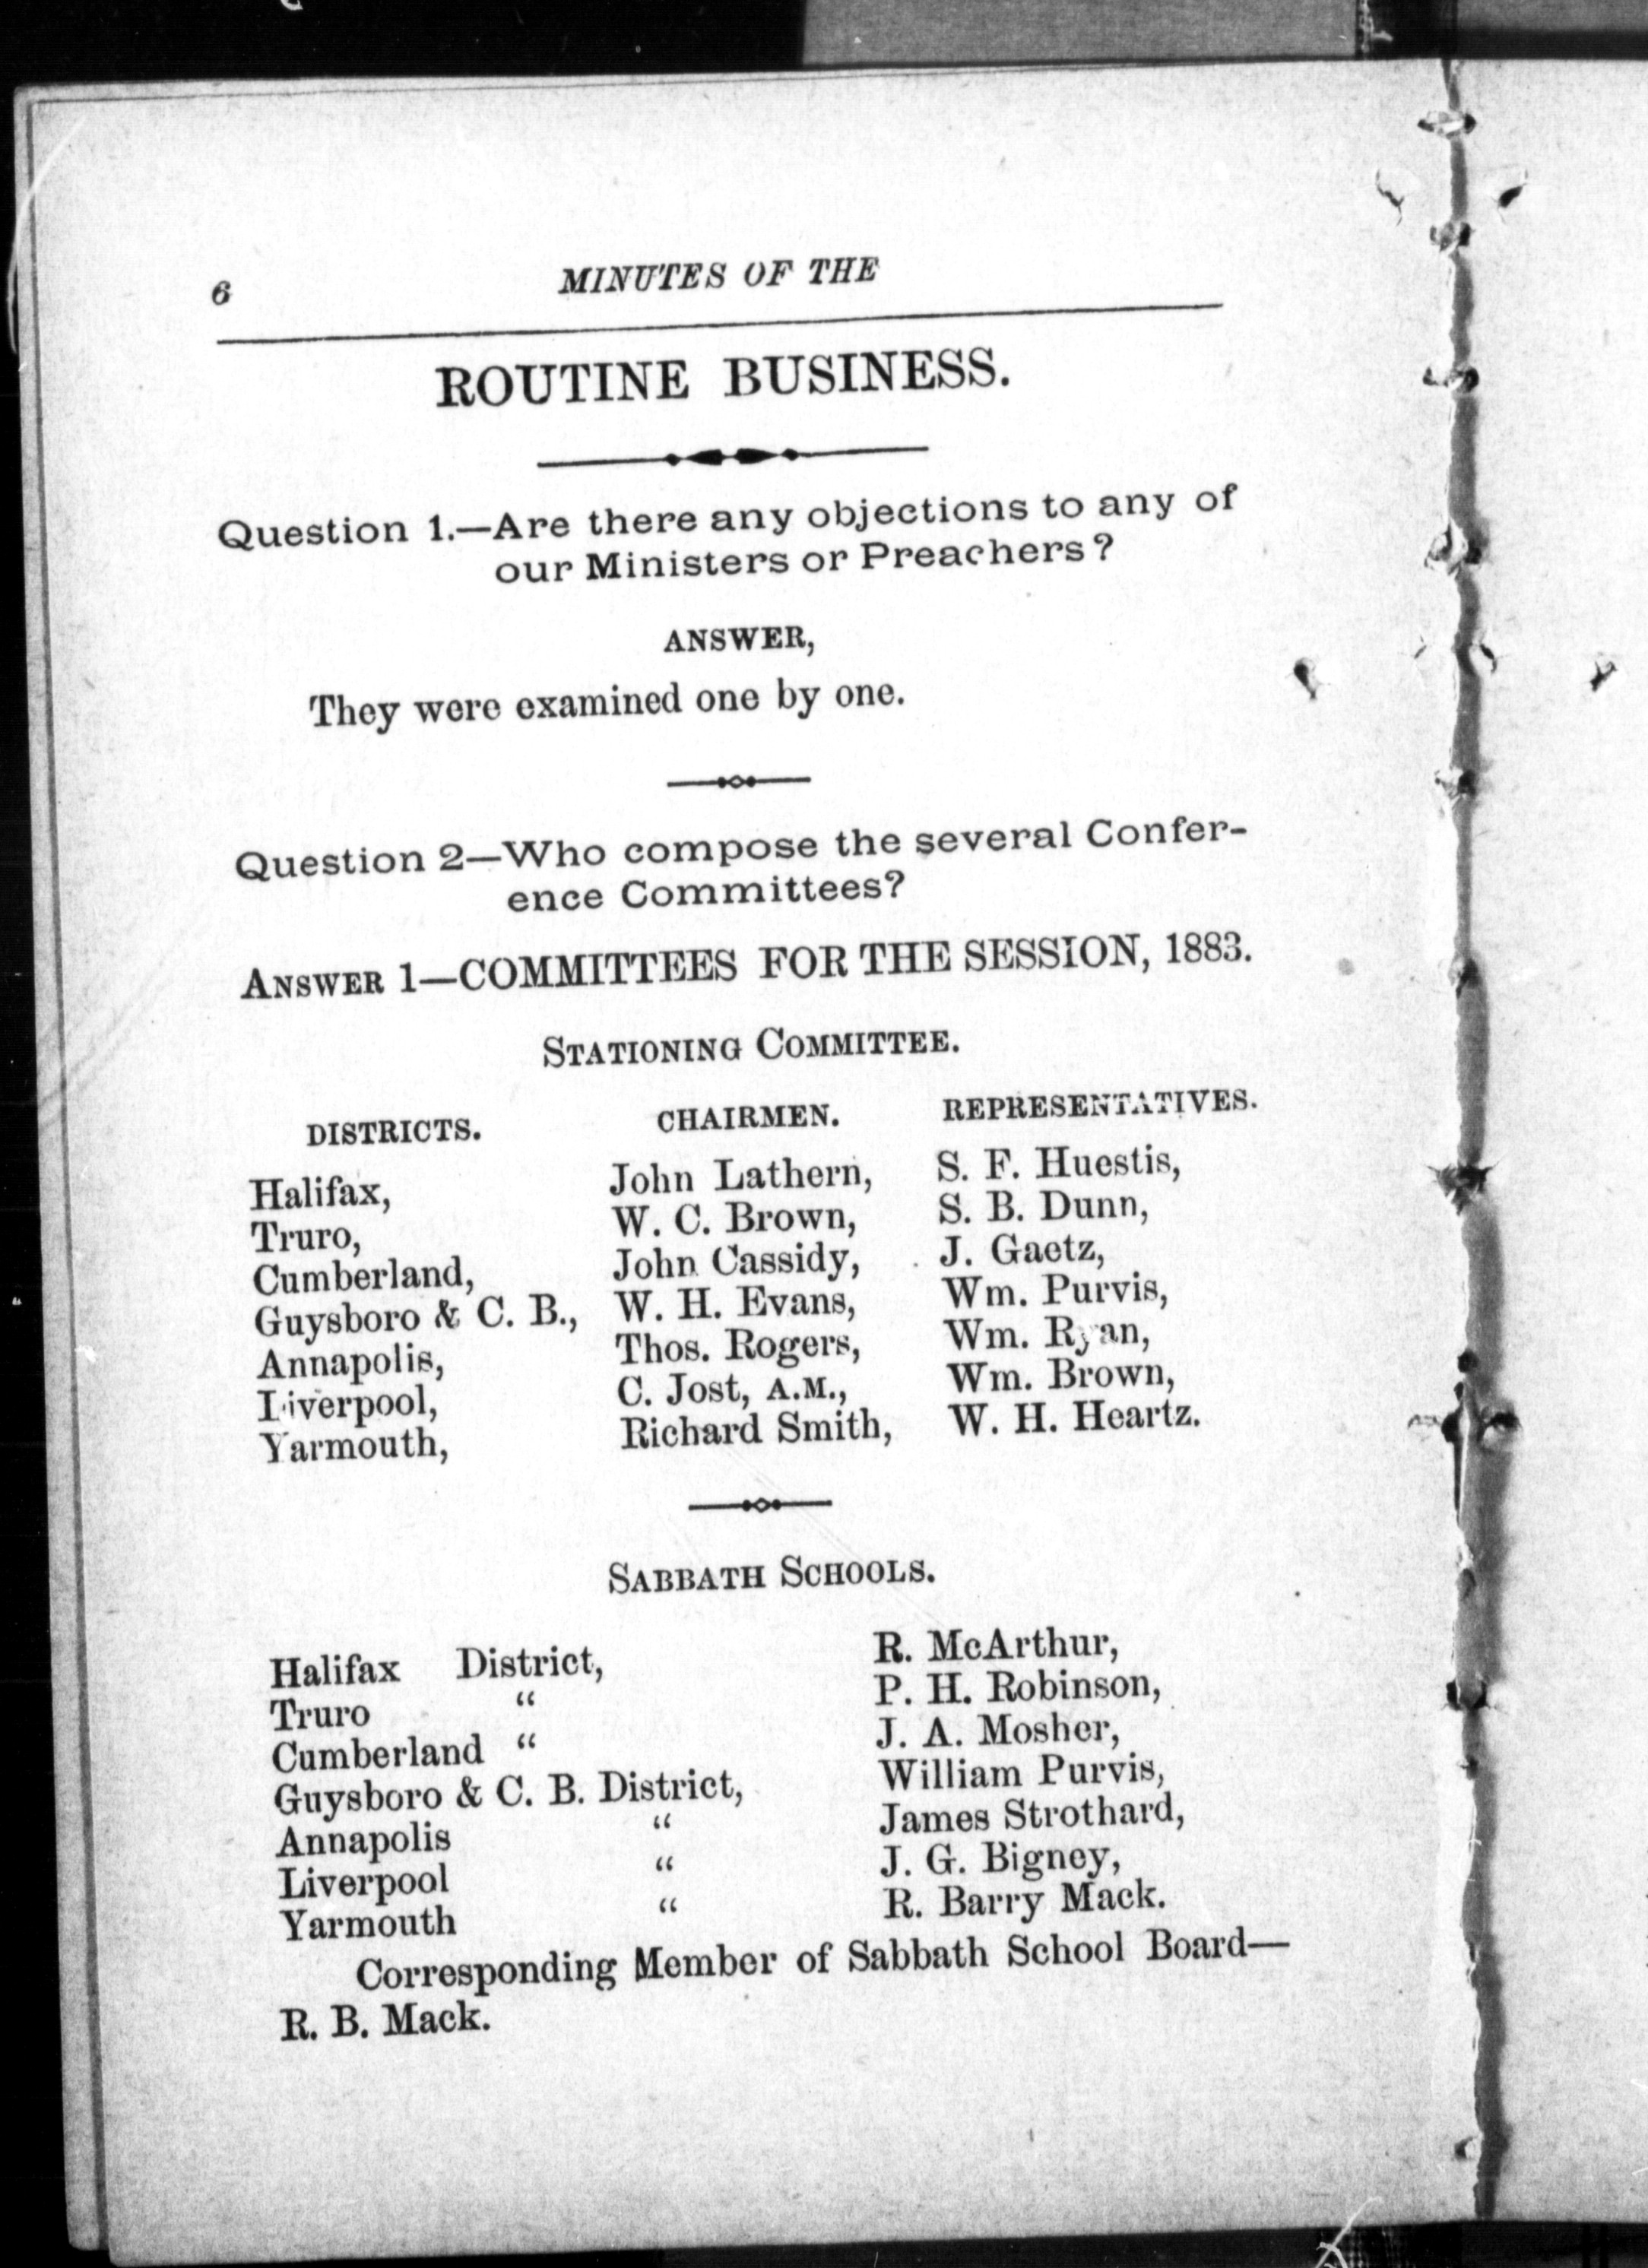 6 MINUTES OF THE
ROUTINE BUSINESS.
Question 1.—Are there any objections to any of
our Ministers or Preachers?
ANSWER,
They were examined one by one.
Question 2—Who compose the several Confer-
ence Committees?
ANSWER 1—COMMITTEES FOR THE SESSION, 1883.
STATIONING COMMITTEE.
DISTRICTS. CHAIRMEN. REPRESENTATIVES.
Halifax, John Lathern, S. F. Huestis,
Truro, W. C. Brown, S. B. Dunn,
Cumberland, John Cassidy, J. Gaetz,
Guysboro & C. B., W. H. Evans, Wm. Purvis,
Annapolis, Thos. Rogers, Wm. Ryan,
Liverpool, C. Jost, A.M., Wm. Brown,
Yarmouth, Richard Smith, W. H. Heartz.
SABBATH SCHOOLS.
Halifax District, R. McArthur,
Truro “ P. H. Robinson,
Cumberland “ J. A. Mosher,
Guysboro & C. B. District, William Purvis,
Annapolis “ James Strothard,
Liverpool “ J. G. Bigney,
Yarmouth “ R. Barry Mack.
Corresponding Member of Sabbath School Board—
R. B. Mack.